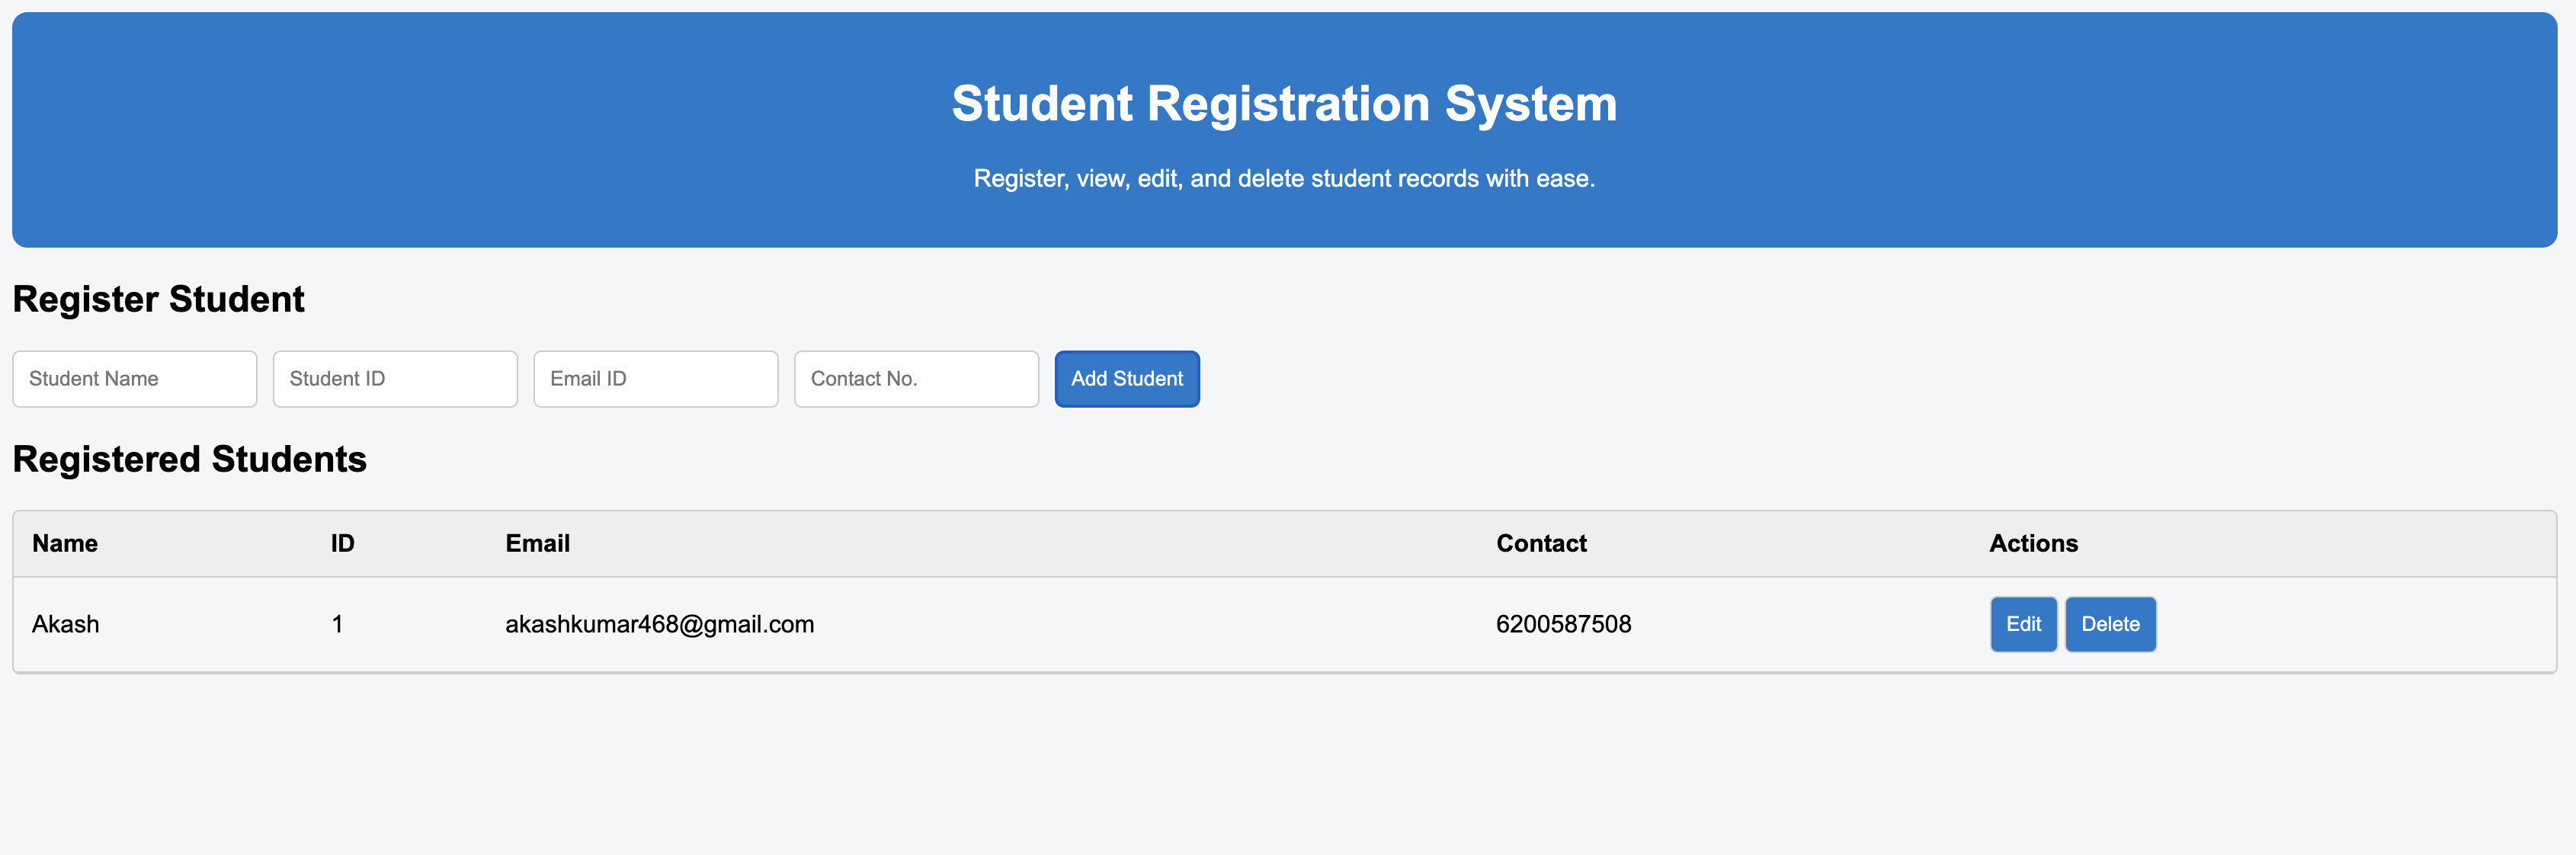 Student Registration System
Register, view, edit, and delete student records with ease.
Register Student
Student Name Student ID Email ID Contact No. Add Student
Registered Students
Name ID Email Contact Actions
Akash 1 akashkumar468@gmail.com 6200587508 Edit Delete